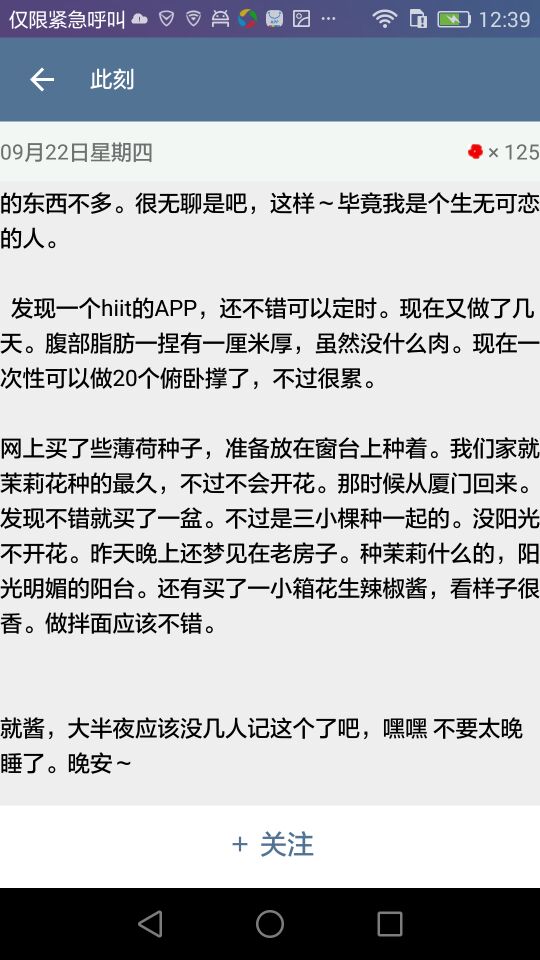 仅限紧急呼叫 12:39
此刻
09月22日星期四 × 125
的东西不多。很无聊是吧，这样～毕竟我是个生无可恋
的人。
发现一个hiit的APP，还不错可以定时。现在又做了几
天。腹部脂肪一捏有一厘米厚，虽然没什么肉。现在一
次性可以做20个俯卧撑了，不过很累。
网上买了些薄荷种子，准备放在窗台上种着。我们家就
茉莉花种的最久，不过不会开花。那时候从厦门回来。
发现不错就买了一盆。不过是三小棵种一起的。没阳光
不开花。昨天晚上还梦见在老房子。种茉莉什么的，阳
光明媚的阳台。还有买了一小箱花生辣椒酱，看样子很
香。做拌面应该不错。
就酱，大半夜应该没几人记这个了吧，嘿嘿 不要太晚
睡了。晚安～
+ 关注